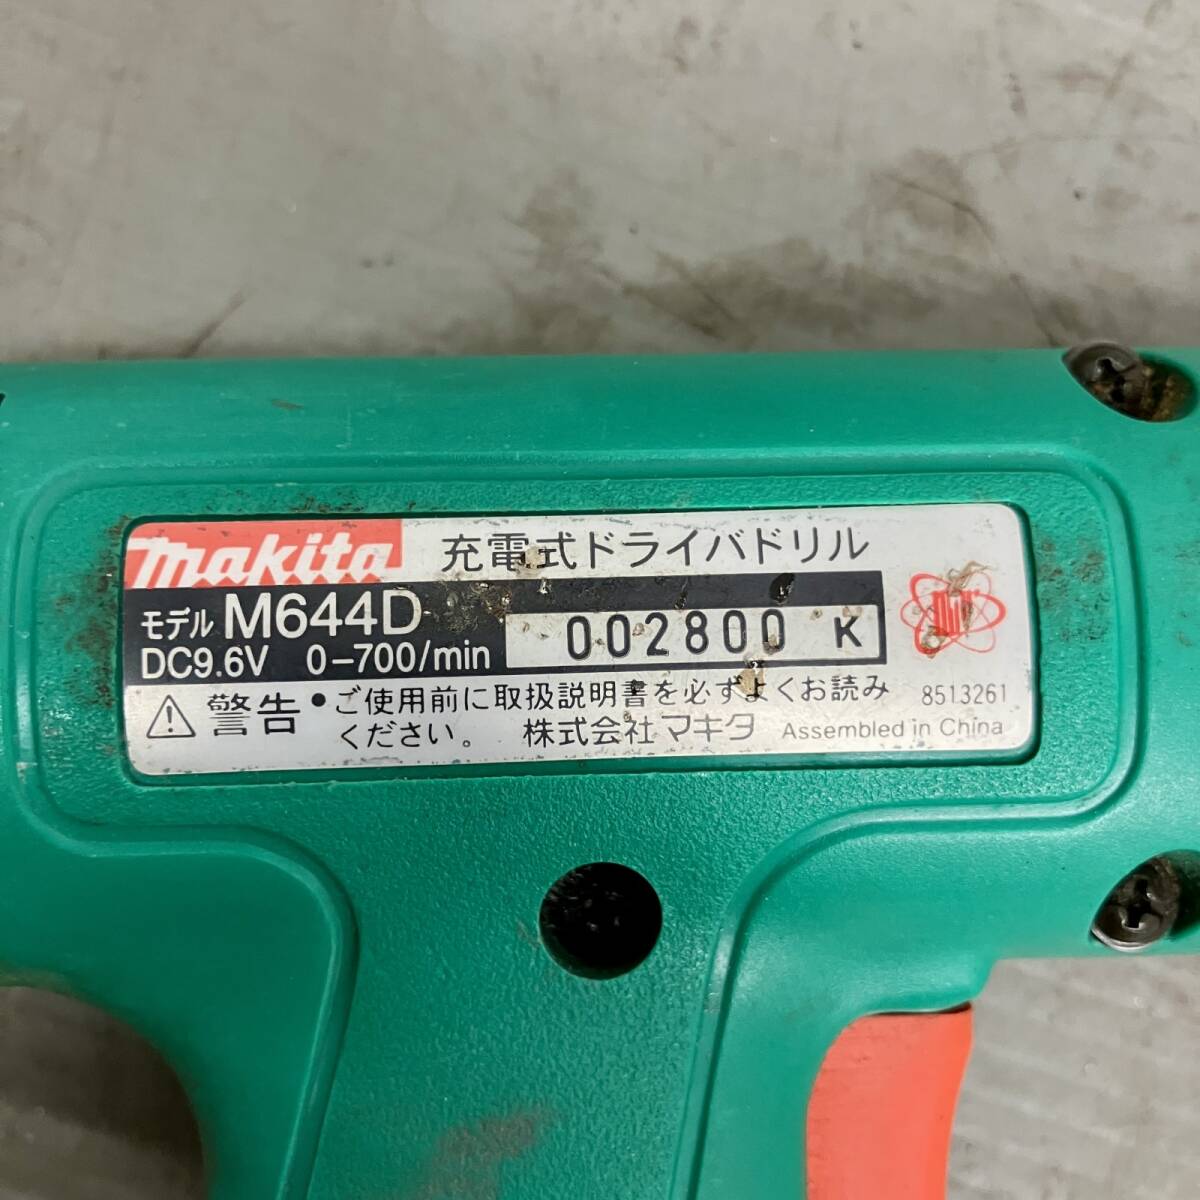 makita 充電式ドライバドリル
モデル M644D
002800 K
DC9.6V 0-700/min
警告 ●ご使用前に取扱説明書を必ずよくお読み
ください。 株式会社 マキタ
8513261
Assembled in China